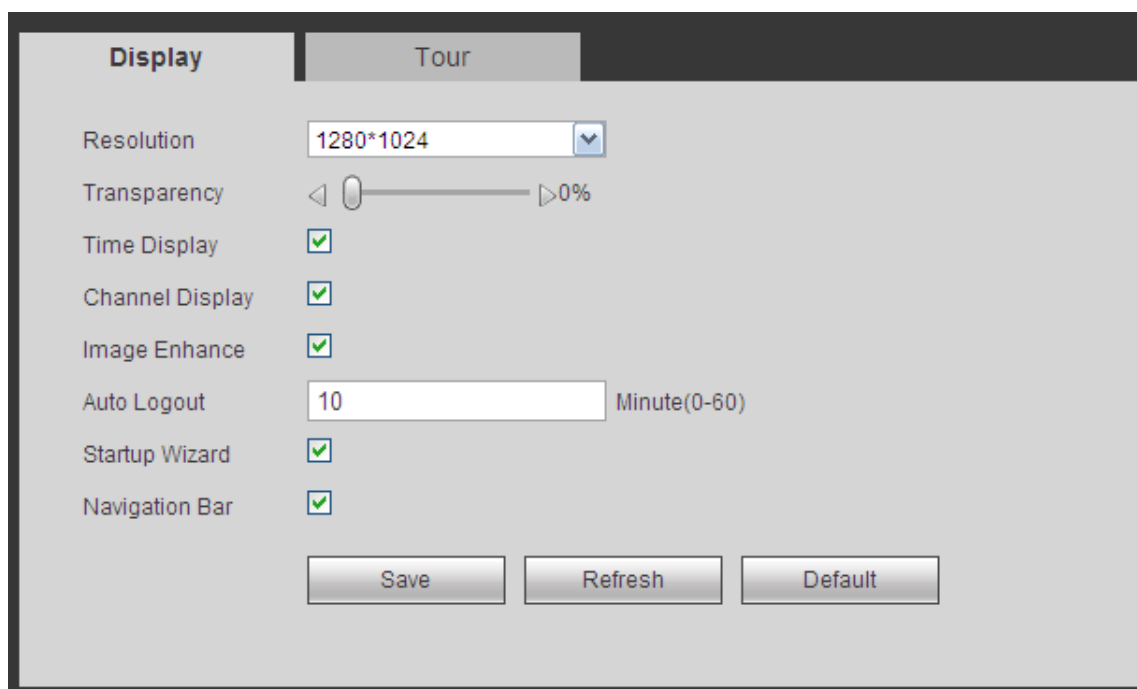 Display Tour
Resolution 1280*1024
Transparency 0%
Time Display
Channel Display
Image Enhance
Auto Logout 10 Minute(0-60)
Startup Wizard
Navigation Bar
Save Refresh Default